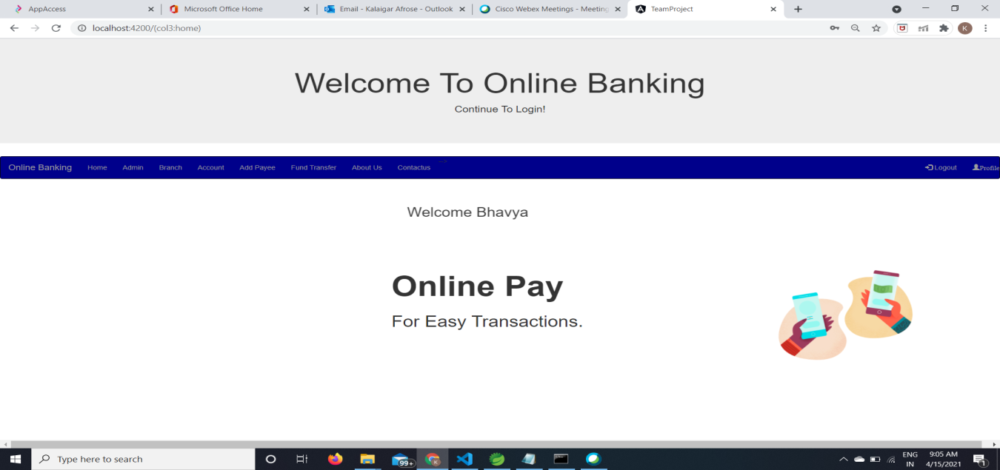 AppAccess
Microsoft Office Home
Email - Kalaigar Afrose - Outlook
Cisco Webex Meetings - Meeting
TeamProject
localhost:4200/(col3:home)
K
Welcome To Online Banking
Continue To Login!
Online Banking Home Admin Branch Account Add Payee Fund Transfer About Us Contactus Logout Profile
Welcome Bhavya
Online Pay
For Easy Transactions.
Type here to search
99+
K
ENG
IN
9:05 AM
4/15/2021
1